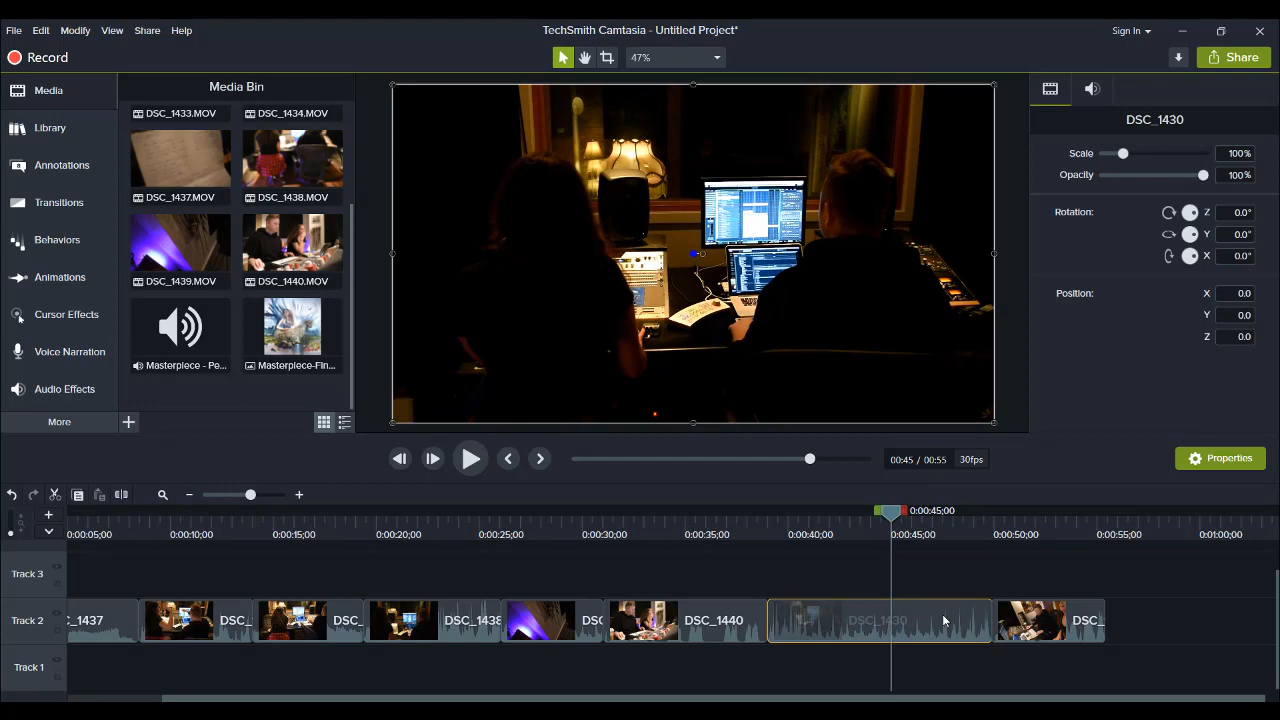 TechSmith Camtasia - Untitled Project*
File Edit Modify View Share Help
Sign In
Record
47%
Share
Media
Library
Annotations
Transitions
Behaviors
Animations
Cursor Effects
Voice Narration
Audio Effects
More
Media Bin
DSC_1433.MOV DSC_1434.MOV
DSC_1437.MOV DSC_1438.MOV
DSC_1439.MOV DSC_1440.MOV
Masterpiece - Pe... Masterpiece-Fin...
DSC_1430
Scale 100%
Opacity 100%
Rotation: Z 0.0°
Y 0.0°
X 0.0°
Position: X 0.0
Y 0.0
Z 0.0
00:45 / 00:55 30fps
Properties
0:00:45;00
0:00:05;00 0:00:10;00 0:00:15;00 0:00:20;00 0:00:25;00 0:00:30;00 0:00:35;00 0:00:40;00 0:00:45;00 0:00:50;00 0:00:55;00 0:01:00;00
Track 3
Track 2 _1437 DSC_ DSC_ DSC_1438 DSC DSC_1440 DSC_1430 DSC_
Track 1